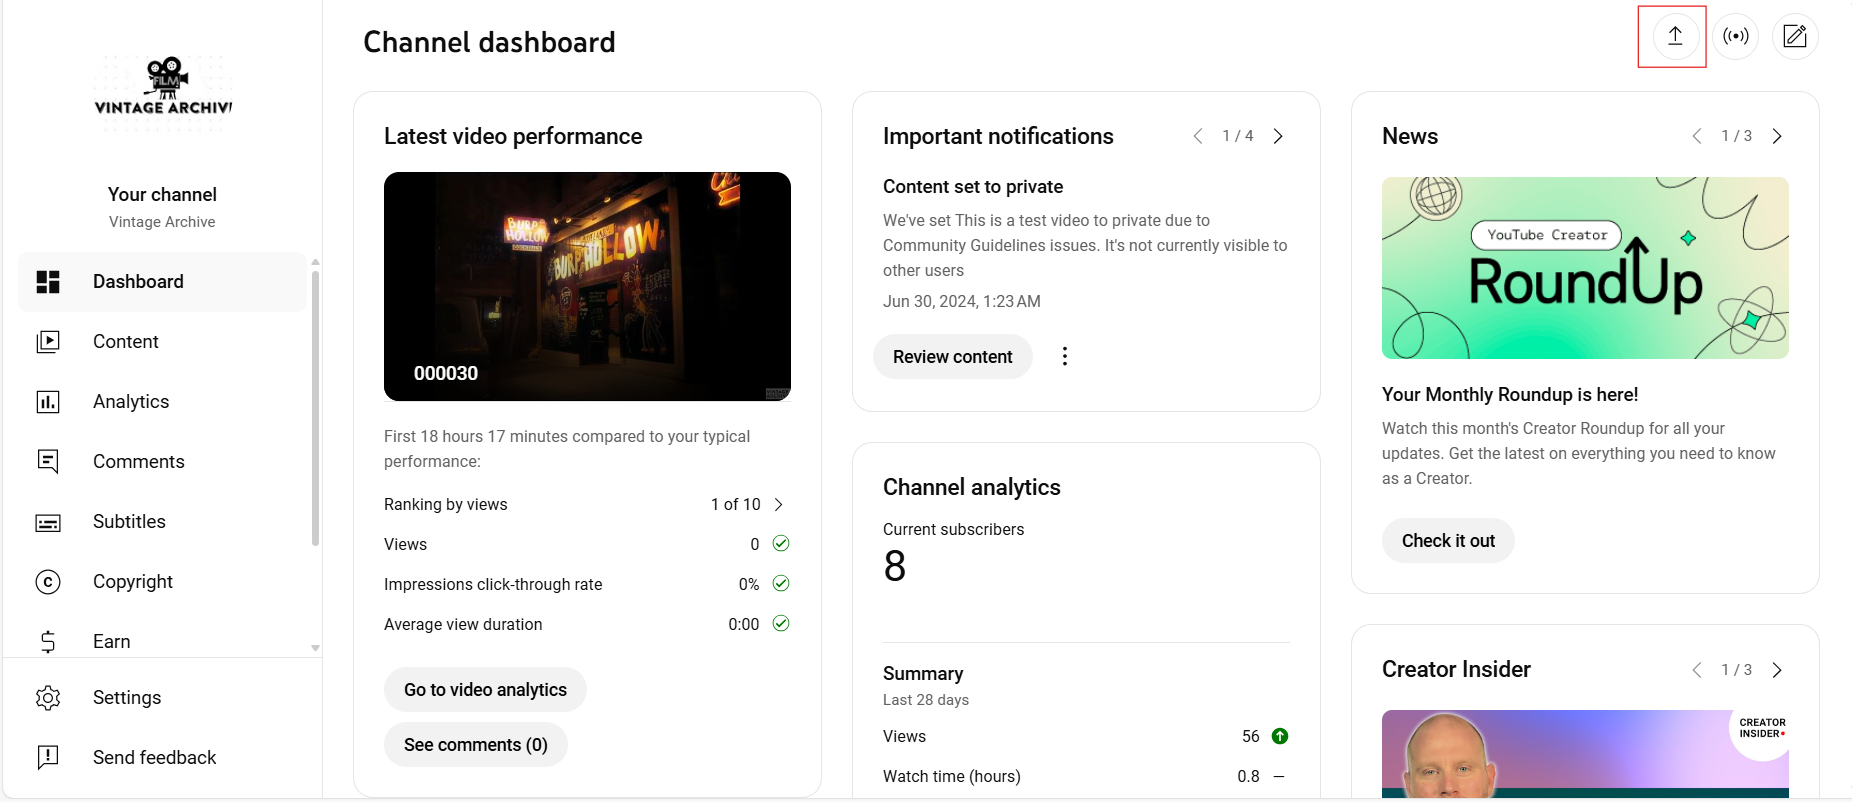 FILM
VINTAGE ARCHIV
Your channel
Vintage Archive
Dashboard
Content
Analytics
Comments
Subtitles
Copyright
Earn
Settings
Send feedback
Channel dashboard
Latest video performance
BURP
HOLLOW
BURP HOLLOW
000030
First 18 hours 17 minutes compared to your typical
performance:
Ranking by views 1 of 10
Views 0
Impressions click-through rate 0%
Average view duration 0:00
Go to video analytics
See comments (0)
Important notifications 1 / 4
Content set to private
We've set This is a test video to private due to
Community Guidelines issues. It's not currently visible to
other users
Jun 30, 2024, 1:23 AM
Review content
Channel analytics
Current subscribers
8
Summary
Last 28 days
Views 56
Watch time (hours) 0.8
News 1 / 3
YouTube Creator
RoundUp
Your Monthly Roundup is here!
Watch this month's Creator Roundup for all your
updates. Get the latest on everything you need to know
as a Creator.
Check it out
Creator Insider 1 / 3
CREATOR
INSIDER